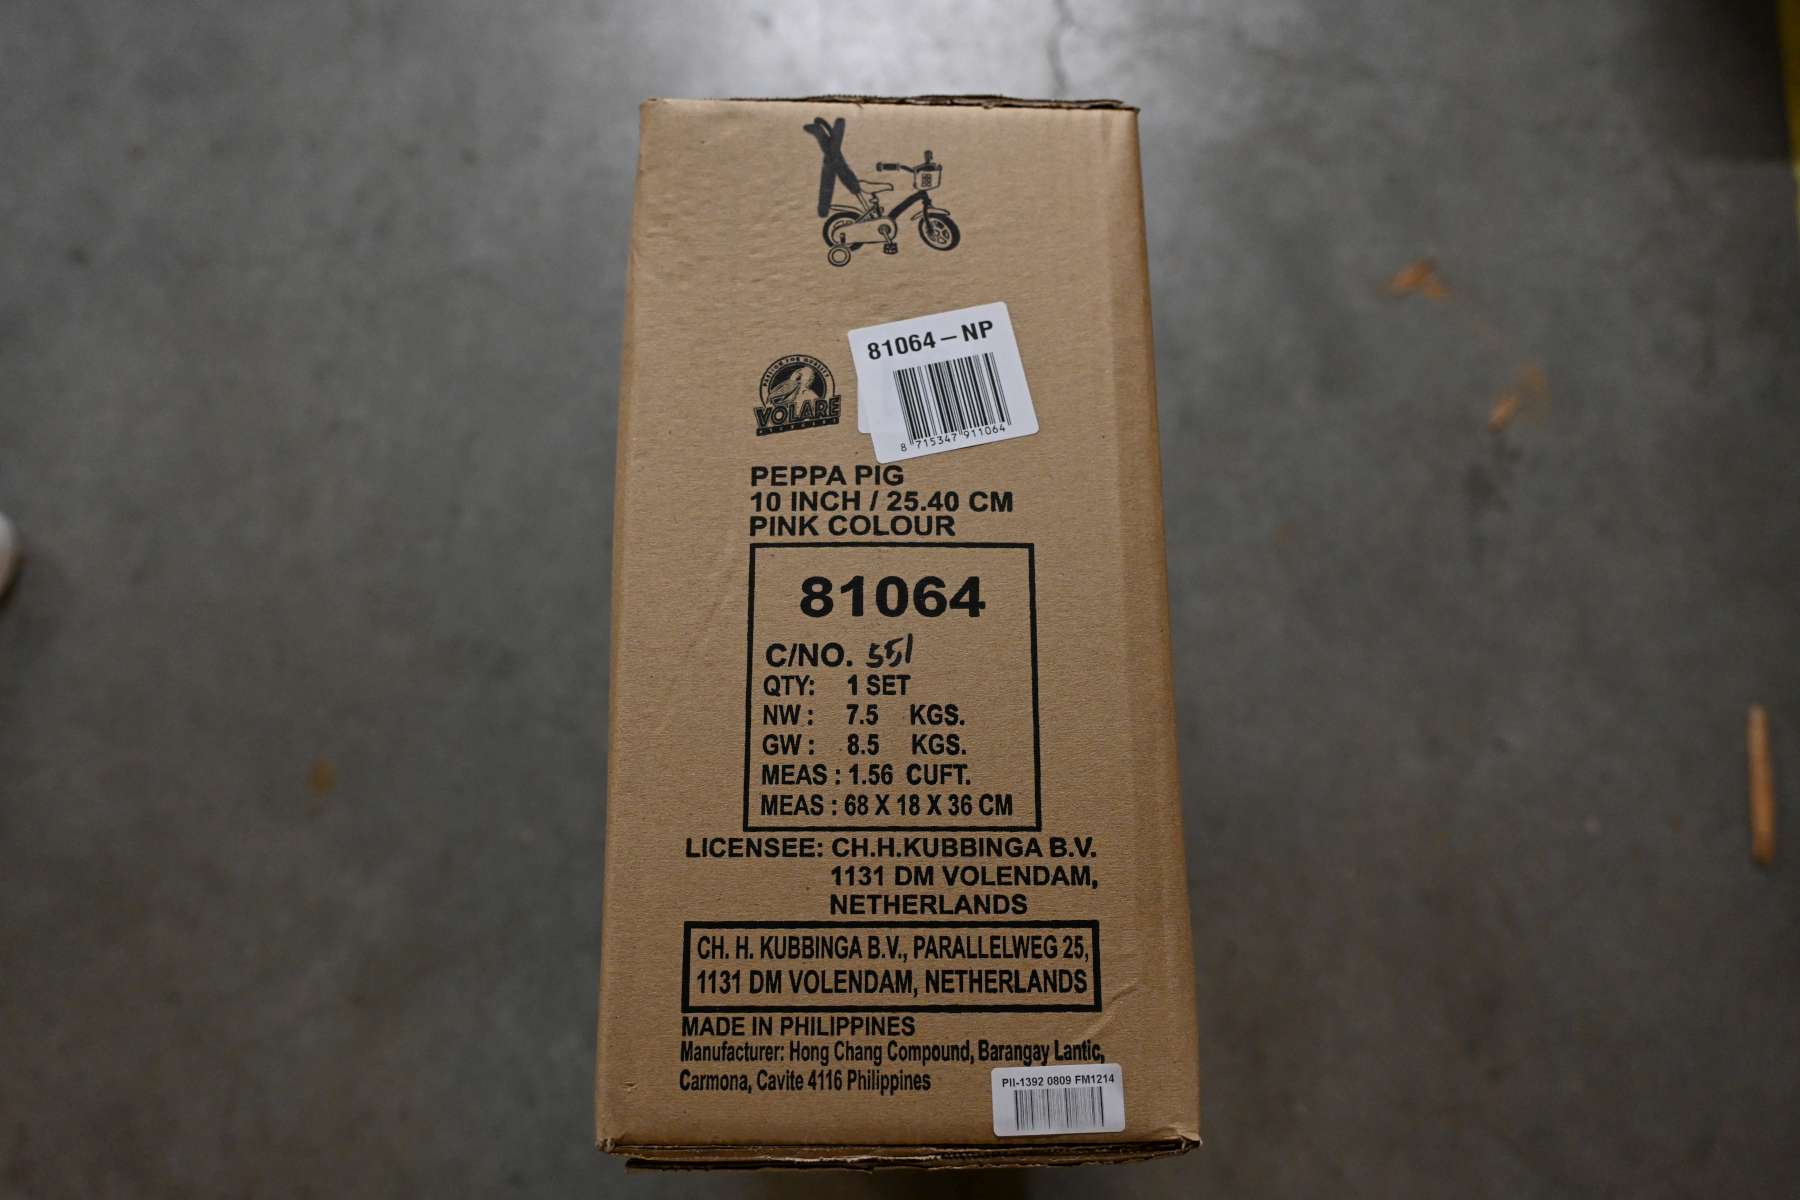 81064 – NP
8 715347 911064
PASSION FOR QUALITY
VOLARE
PEPPA PIG
10 INCH / 25.40 CM
PINK COLOUR
81064
C/NO. 551
QTY: 1 SET
NW : 7.5 KGS.
GW : 8.5 KGS.
MEAS : 1.56 CUFT.
MEAS : 68 X 18 X 36 CM
LICENSEE: CH.H.KUBBINGA B.V.
1131 DM VOLENDAM,
NETHERLANDS
CH. H. KUBBINGA B.V., PARALLELWEG 25,
1131 DM VOLENDAM, NETHERLANDS
MADE IN PHILIPPINES
Manufacturer: Hong Chang Compound, Barangay Lantic,
Carmona, Cavite 4116 Philippines
PII-1392 0809 FM1214